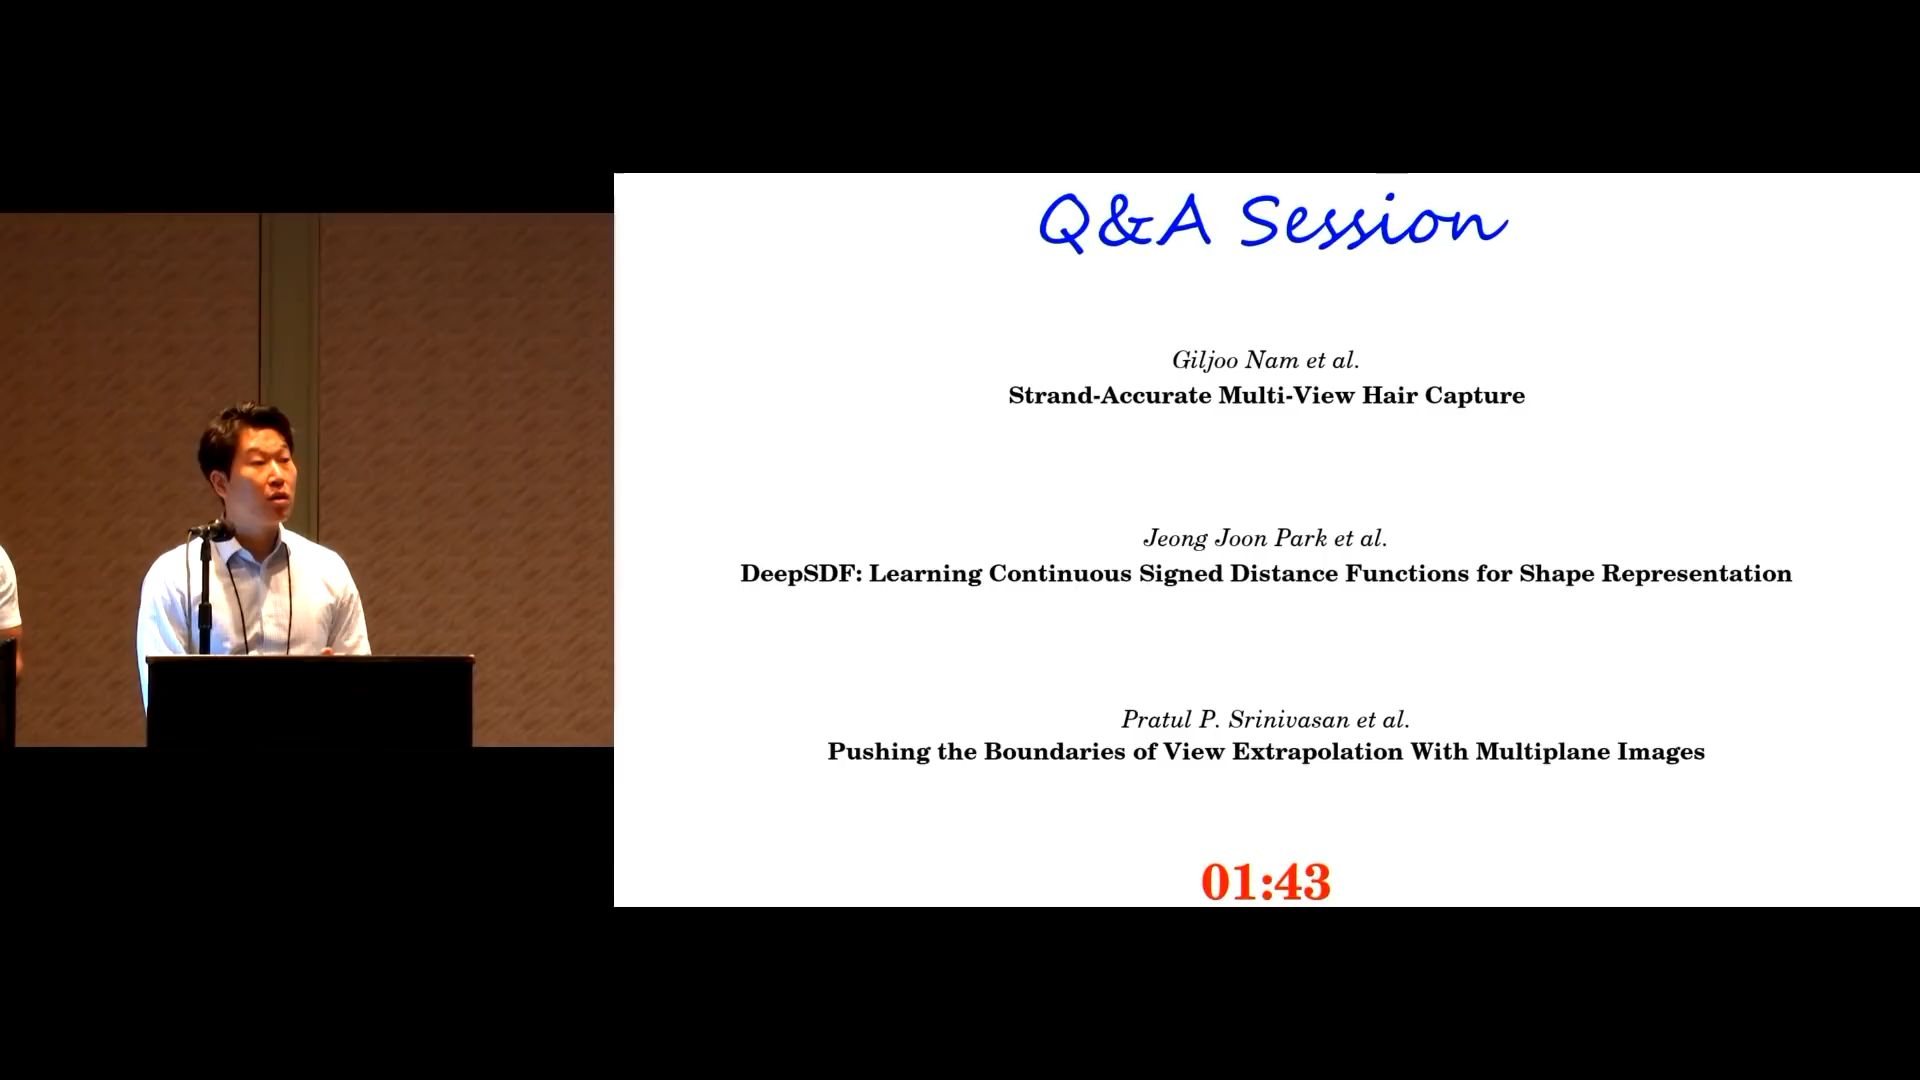 Q&A Session
Giljoo Nam et al.
Strand-Accurate Multi-View Hair Capture
Jeong Joon Park et al.
DeepSDF: Learning Continuous Signed Distance Functions for Shape Representation
Pratul P. Srinivasan et al.
Pushing the Boundaries of View Extrapolation With Multiplane Images
01:43